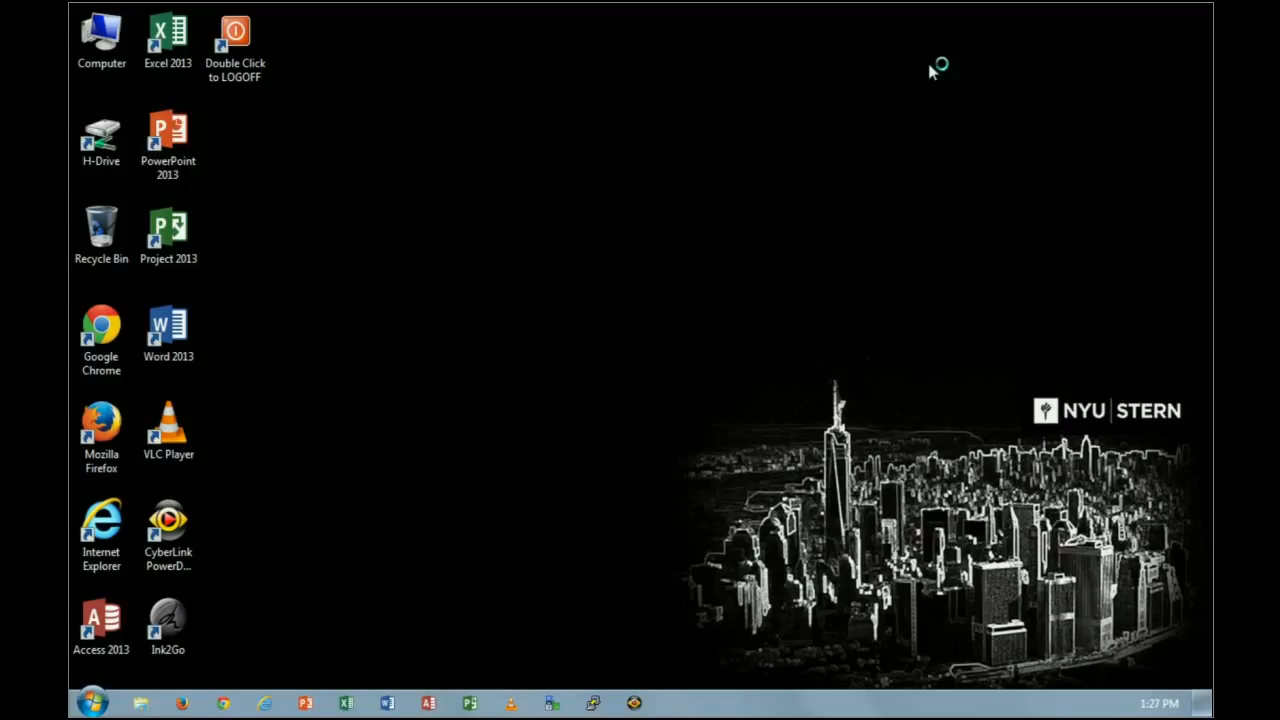 Computer
Excel 2013
Double Click
to LOGOFF
H-Drive
PowerPoint
2013
Recycle Bin
Project 2013
Google
Chrome
Word 2013
Mozilla
Firefox
VLC Player
Internet
Explorer
CyberLink
PowerD...
Access 2013
Ink2Go
NYU STERN
1:27 PM